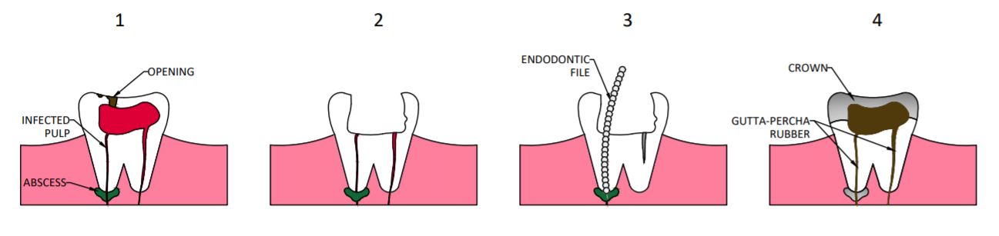 1
OPENING
INFECTED
PULP
ABSCESS
2
3
ENDODONTIC
FILE
4
CROWN
GUTTA-PERCHA
RUBBER